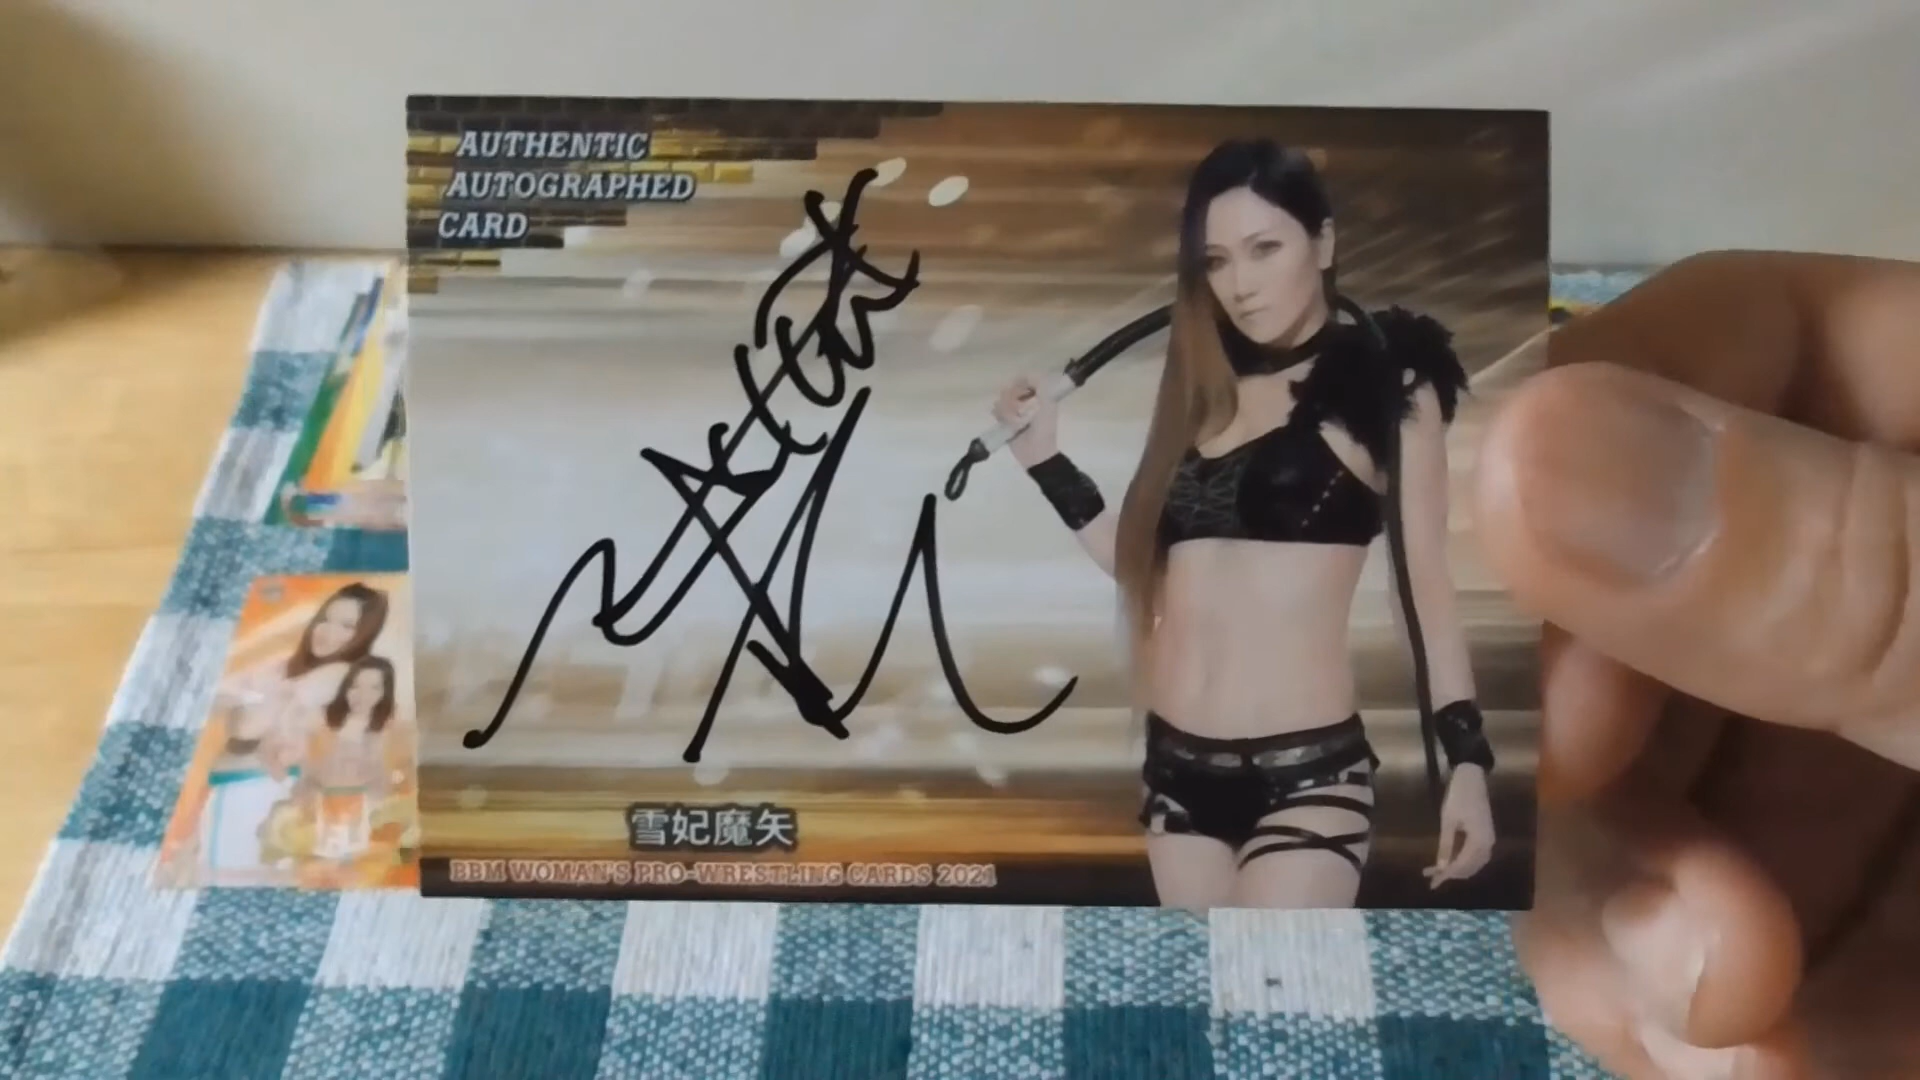 AUTHENTIC
AUTOGRAPHED
CARD
雪妃魔矢
BBM WOMAN'S PRO-WRESTLING CARDS 2021